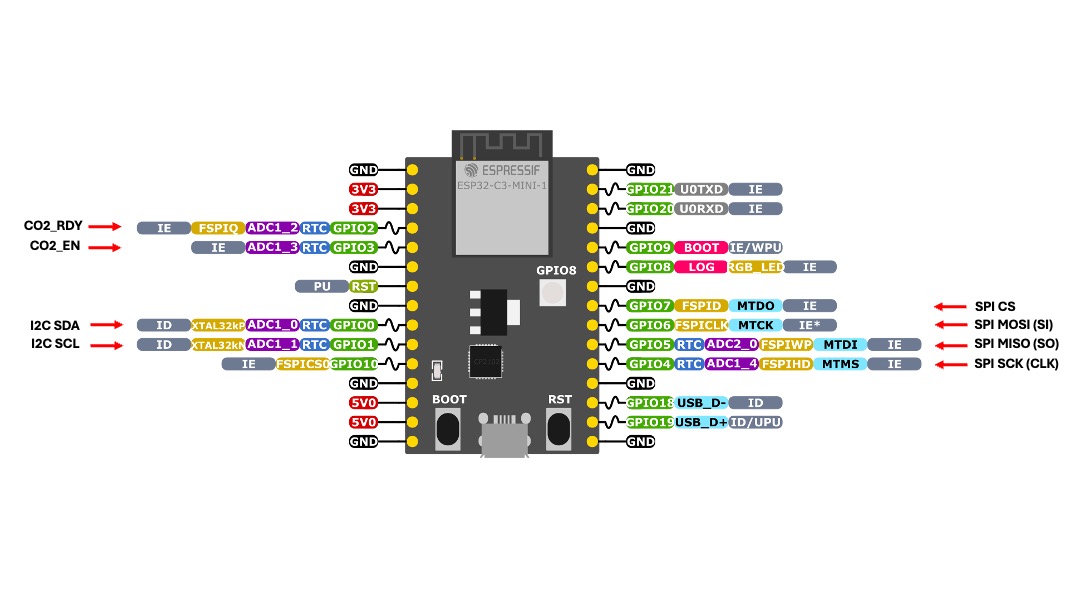 ESPRESSIF
ESP32-C3-MINI-1
GND
3V3
3V3
CO2_RDY IE FSPIQ ADC1_2 RTC GPIO2
CO2_EN IE ADC1_3 RTC GPIO3
GND
PU RST
GND
I2C SDA ID XTAL32kP ADC1_0 RTC GPIO0
I2C SCL ID XTAL32kN ADC1_1 RTC GPIO1
IE FSPICS0 GPIO10
GND
5V0
5V0
GND
GPIO8
BOOT
RST
GND
GPIO21 U0TXD IE
GPIO20 U0RXD IE
GND
GPIO9 BOOT IE/WPU
GPIO8 LOG RGB_LED IE
GND
GPIO7 FSPID MTDO IE SPI CS
GPIO6 FSPICLK MTCK IE* SPI MOSI (SI)
GPIO5 RTC ADC2_0 FSPIWP MTDI IE SPI MISO (SO)
GPIO4 RTC ADC1_4 FSPIHD MTMS IE SPI SCK (CLK)
GND
GPIO18 USB_D- ID
GPIO19 USB_D+ ID/UPU
GND